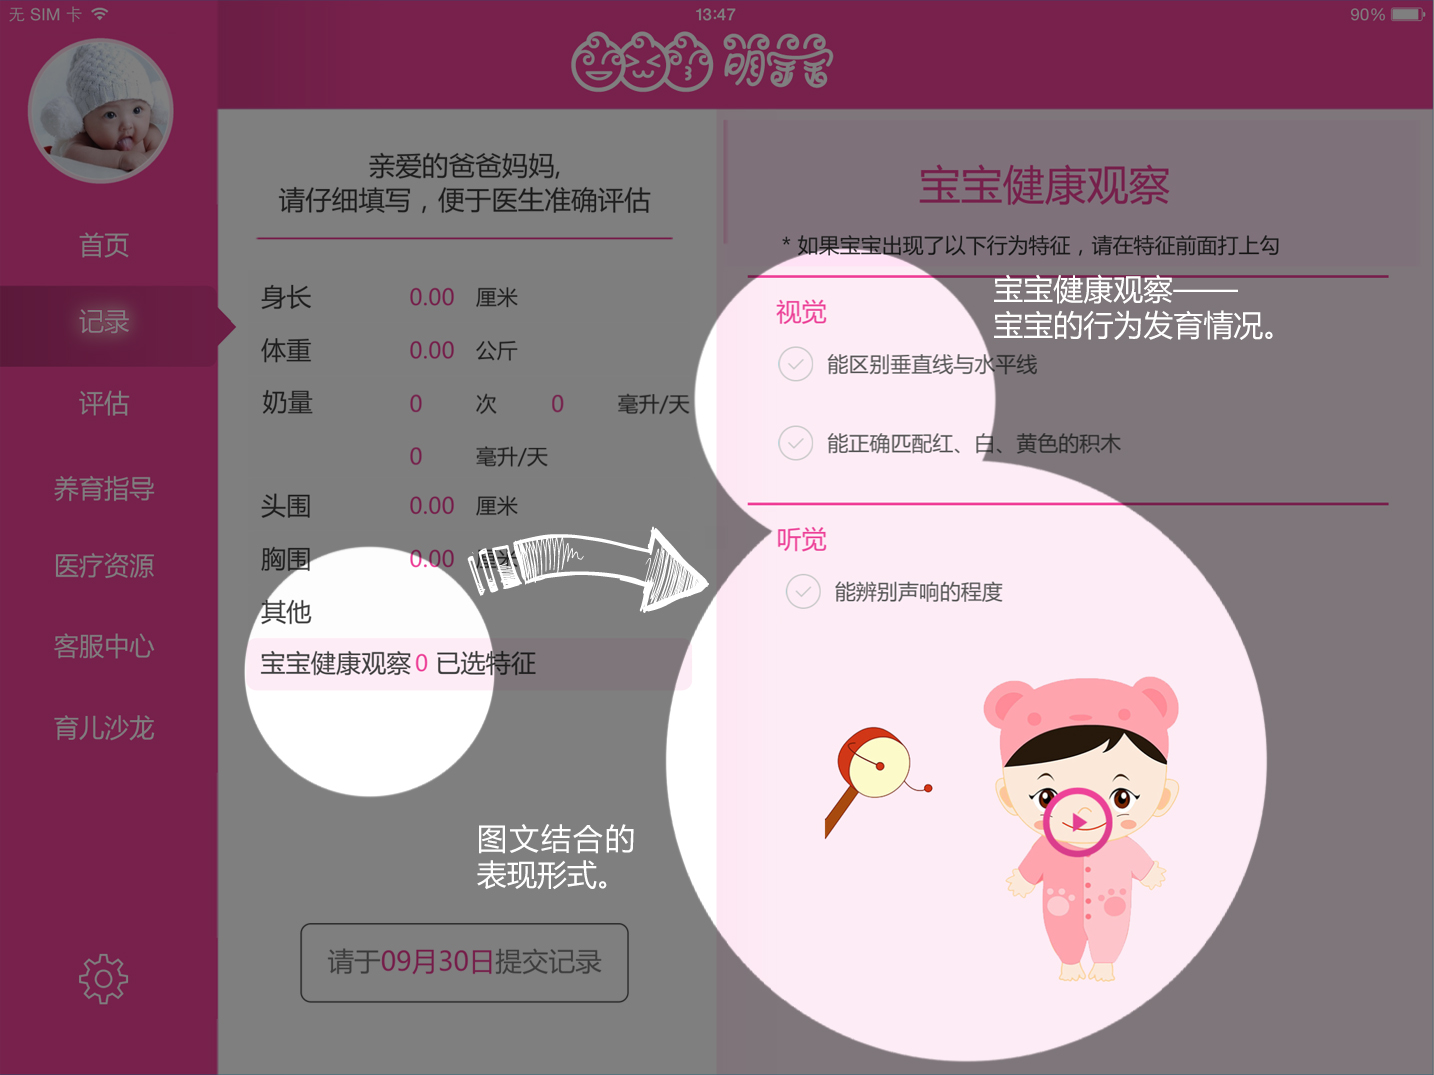 无 SIM 卡
13:47
90%
萌宝宝
首页
记录
评估
养育指导
医疗资源
客服中心
育儿沙龙
亲爱的爸爸妈妈,
请仔细填写，便于医生准确评估
身长 0.00 厘米
体重 0.00 公斤
奶量 0 次 0 毫升/天
0 毫升/天
头围 0.00 厘米
胸围 0.00 厘米
其他
宝宝健康观察0 已选特征
图文结合的
表现形式。
请于09月30日提交记录
宝宝健康观察
* 如果宝宝出现了以下行为特征，请在特征前面打上勾
宝宝健康观察——
宝宝的行为发育情况。
视觉
能区别垂直线与水平线
能正确匹配红、白、黄色的积木
听觉
能辨别声响的程度